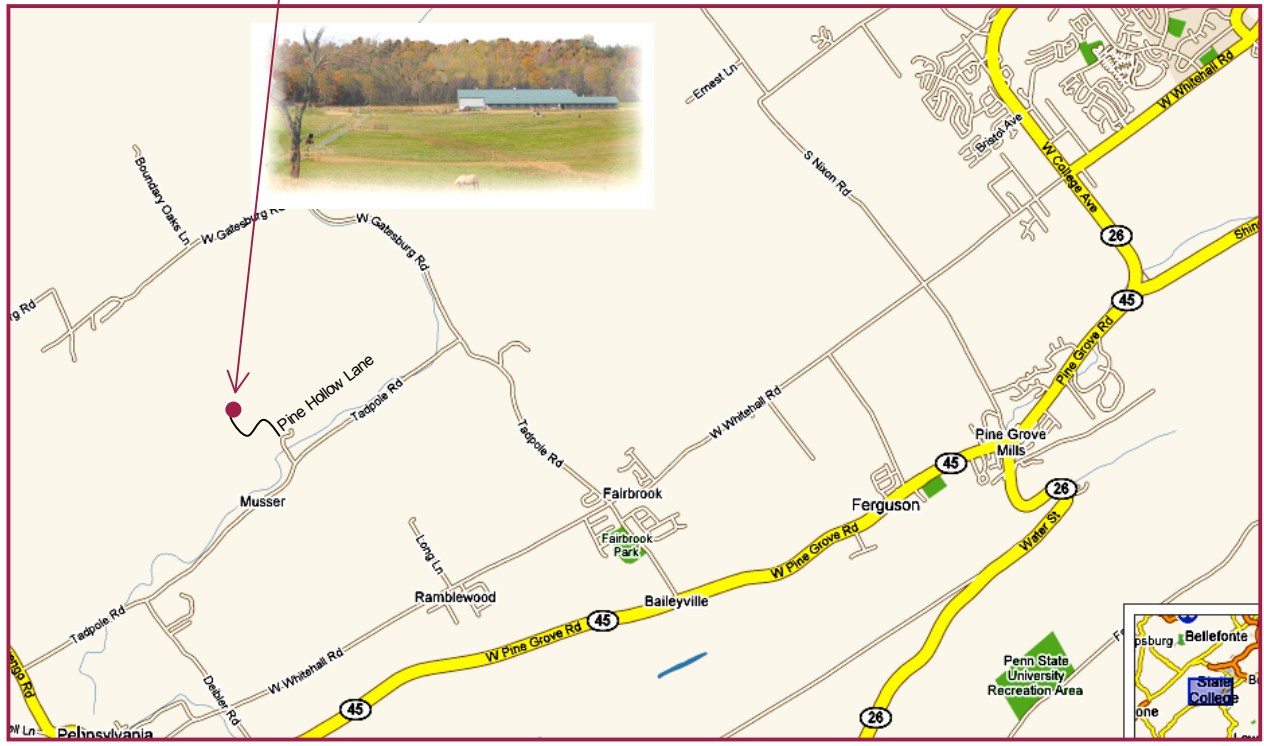 Ernest Ln
W Whitehall Rd
Bristol Ave
W College Ave
S Nixon Rd
Boundary Oaks Ln
W Gatesburg Rd
W Gatesburg Rd
26
Shin
rg Rd
45
Pine Grove Rd
Pine Hollow Lane
Tadpole Rd
W Whitehall Rd
Tadpole Rd
Pine Grove
Mills
45
26
Musser
Fairbrook
Ferguson
Water St
Fairbrook
Park
Long Ln
W Pine Grove Rd
Ramblewood
Baileyville
Tadpole Rd
45
W Pine Grove Rd
W Whitehall Rd
Deibler Rd
Penn State
University
Recreation Area
psburg
Bellefonte
State
College
one
45
26
Pennsylvania